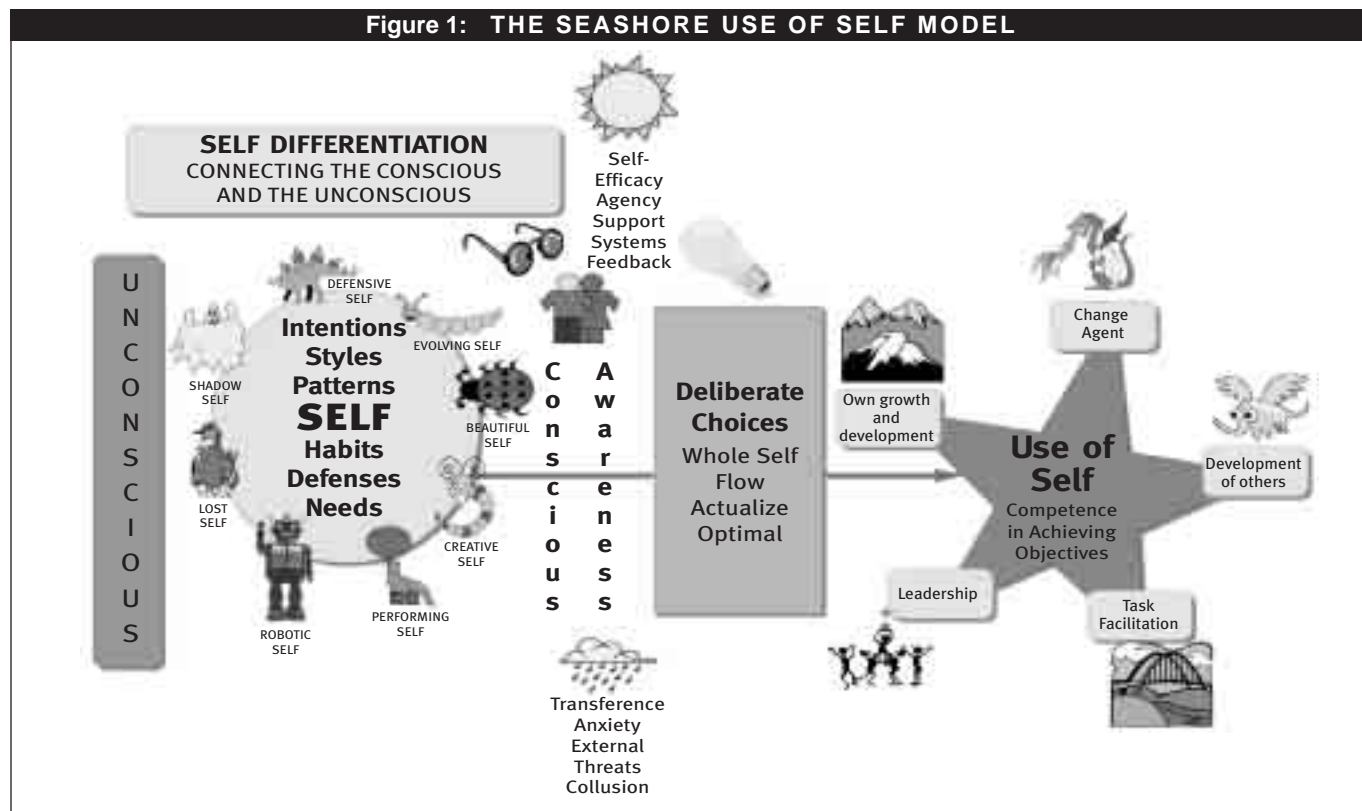 Figure 1: THE SEASHORE USE OF SELF MODEL
SELF DIFFERENTIATION
CONNECTING THE CONSCIOUS
AND THE UNCONSCIOUS
Self-
Efficacy
Agency
Support
Systems
Feedback
UNCONSCIOUS
DEFENSIVE
SELF
EVOLVING SELF
SHADOW
SELF
BEAUTIFUL
SELF
LOST
SELF
CREATIVE
SELF
ROBOTIC
SELF
PERFORMING
SELF
Intentions
Styles
Patterns
SELF
Habits
Defenses
Needs
Conscious
Awareness
Transference
Anxiety
External
Threats
Collusion
Deliberate
Choices
Whole Self
Flow
Actualize
Optimal
Own growth
and
development
Change
Agent
Development
of others
Use of
Self
Competence
in Achieving
Objectives
Leadership
Task
Facilitation